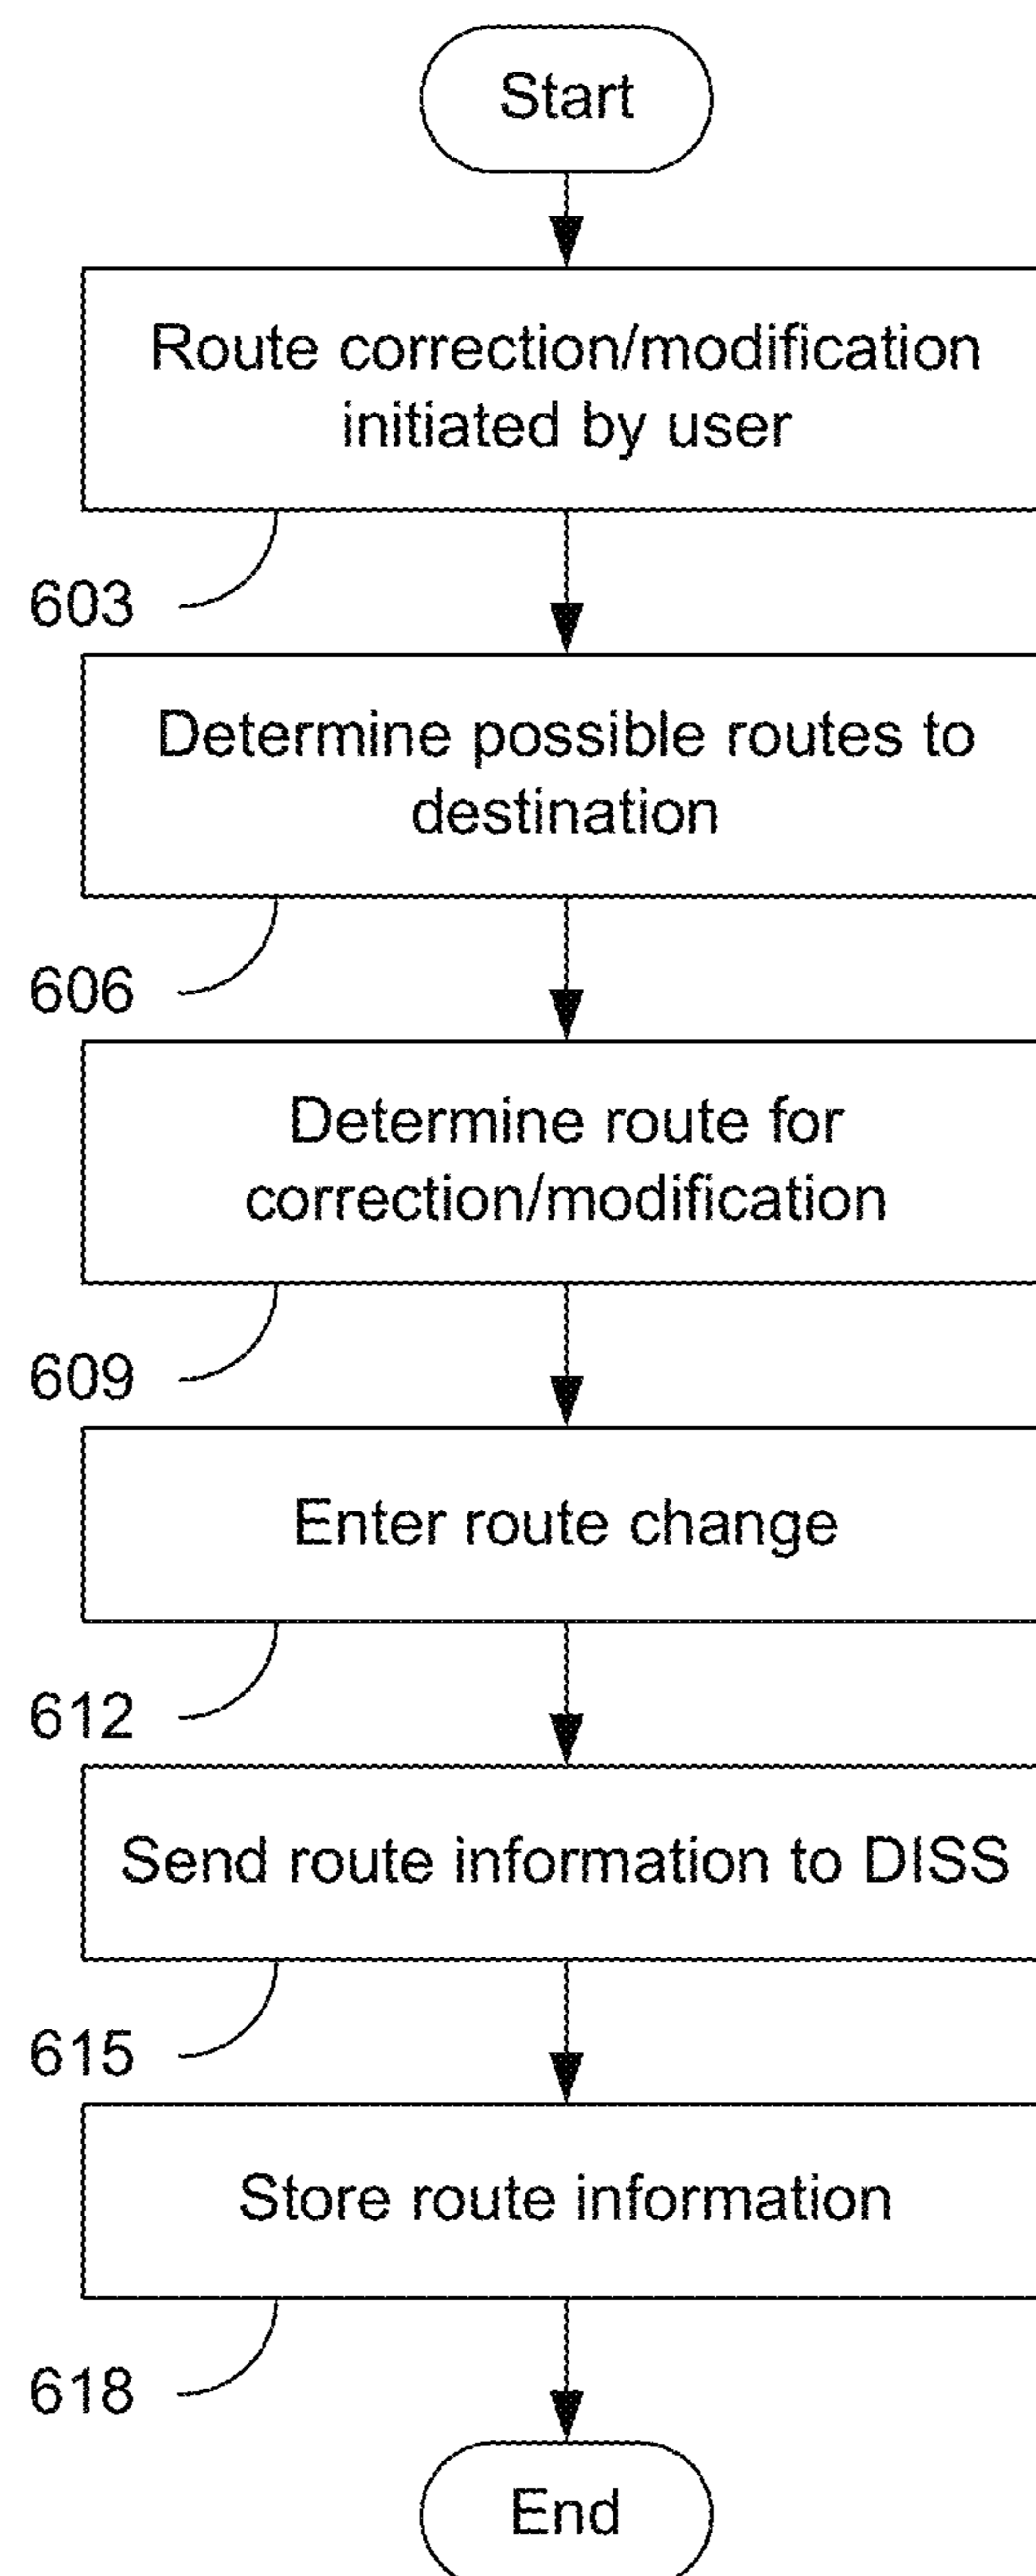 Start
Route correction/modification
initiated by user
603
Determine possible routes to
destination
606
Determine route for
correction/modification
609
Enter route change
612
Send route information to DISS
615
Store route information
618
End